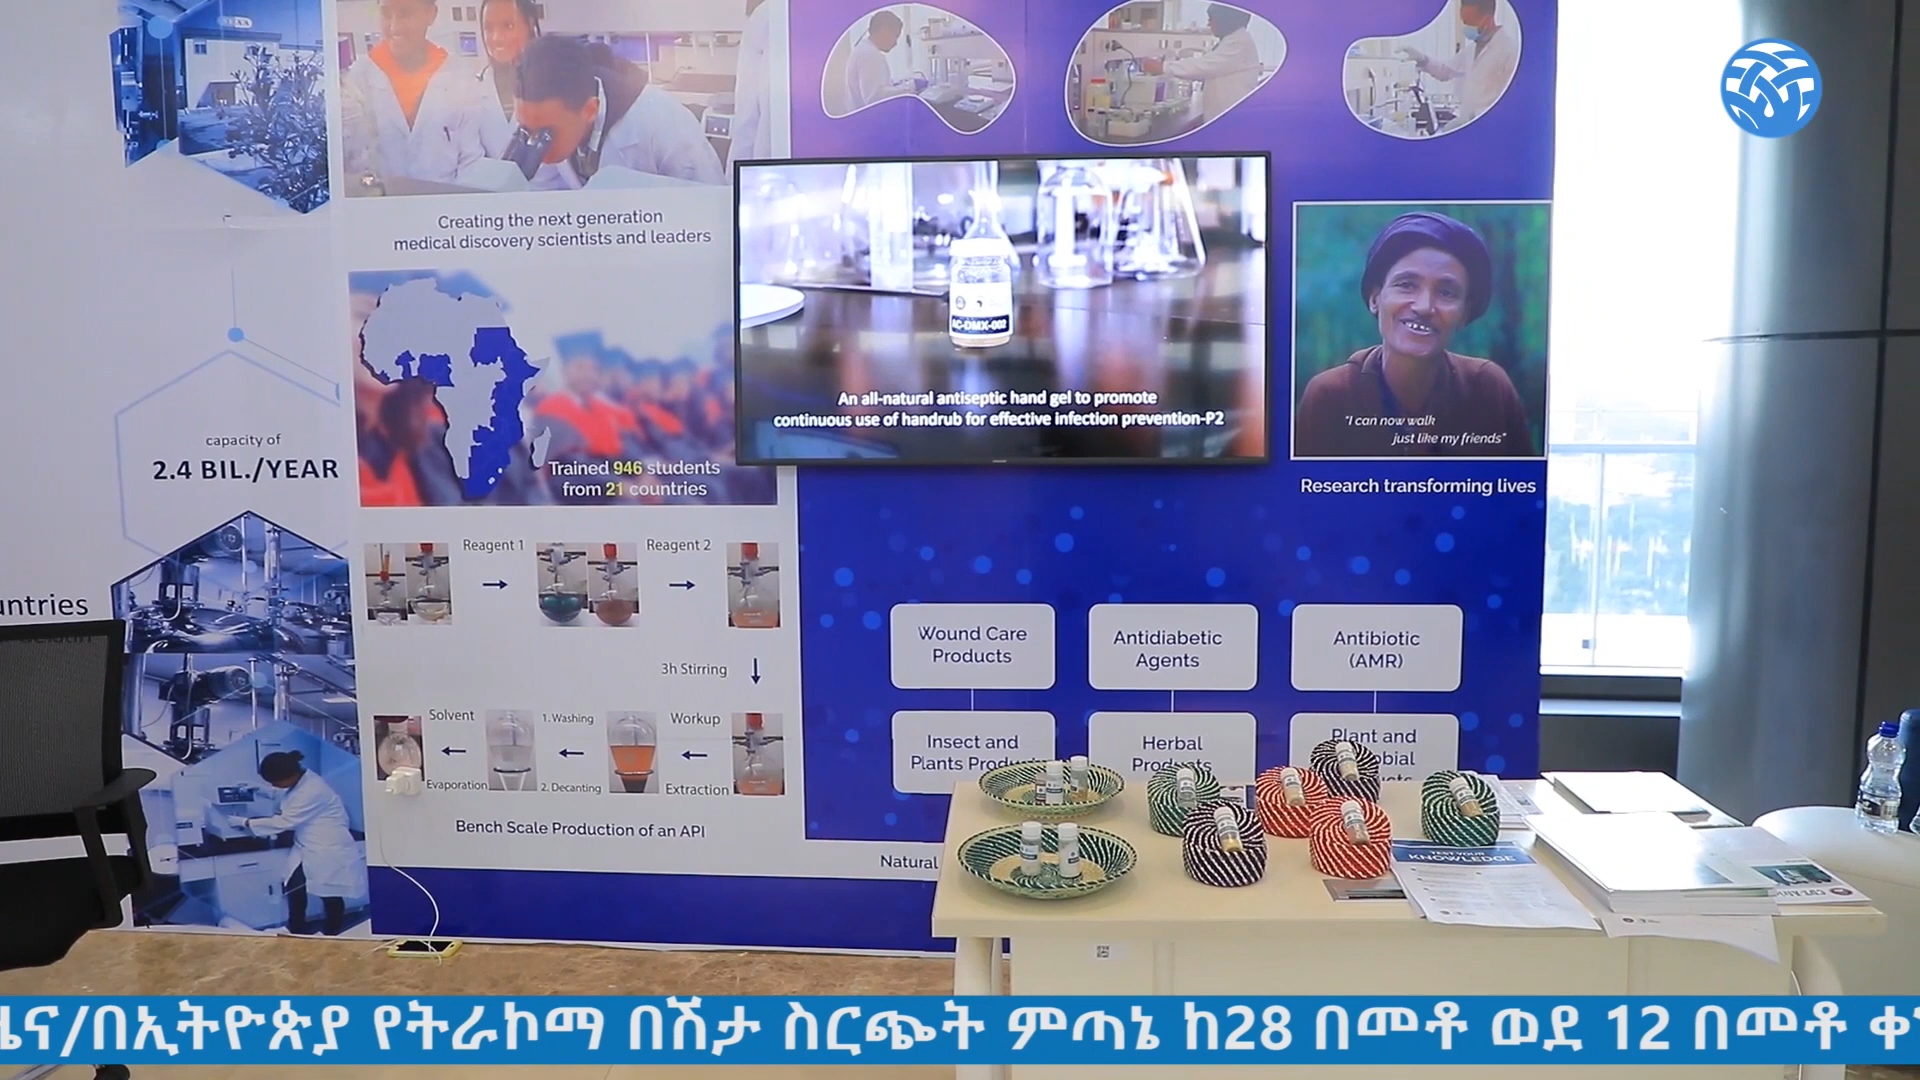 Creating the next generation
medical discovery scientists and leaders
Trained 946 students
from 21 countries
capacity of
2.4 BIL./YEAR
AC-DMX-002
An all-natural antiseptic hand gel to promote
continuous use of handrub for effective infection prevention-P2
"I can now walk
just like my friends"
Research transforming lives
Reagent 1
Reagent 2
3h Stirring
Solvent
1. Washing
Workup
Evaporation
2. Decanting
Extraction
Bench Scale Production of an API
Wound Care
Products
Antidiabetic
Agents
Antibiotic
(AMR)
Insect and
Plants
Herbal
Products
Plant and
Natural
TEST YOUR
KNOWLEDGE
ዜና/በኢትዮጵያ የትራኮማ በሽታ ስርጭት ምጣኔ ከ28 በመቶ ወደ 12 በመቶ